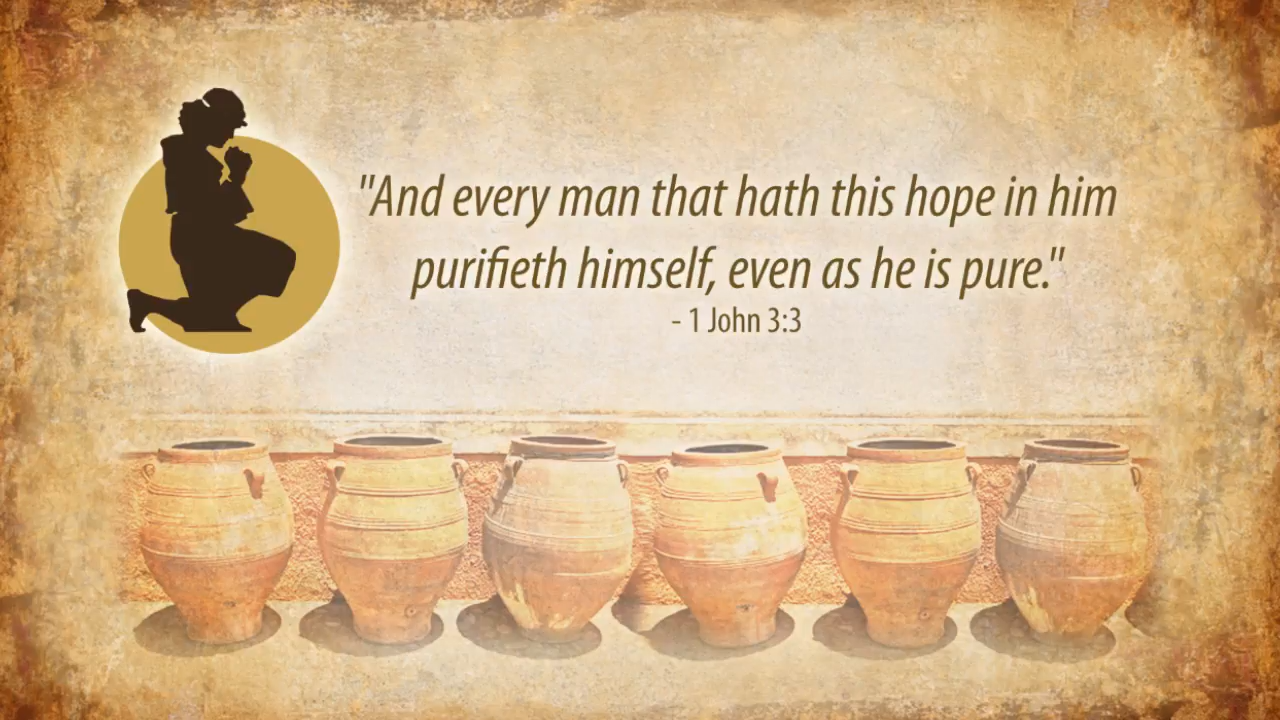 "And every man that hath this hope in him
purifieth himself, even as he is pure."
- 1 John 3:3